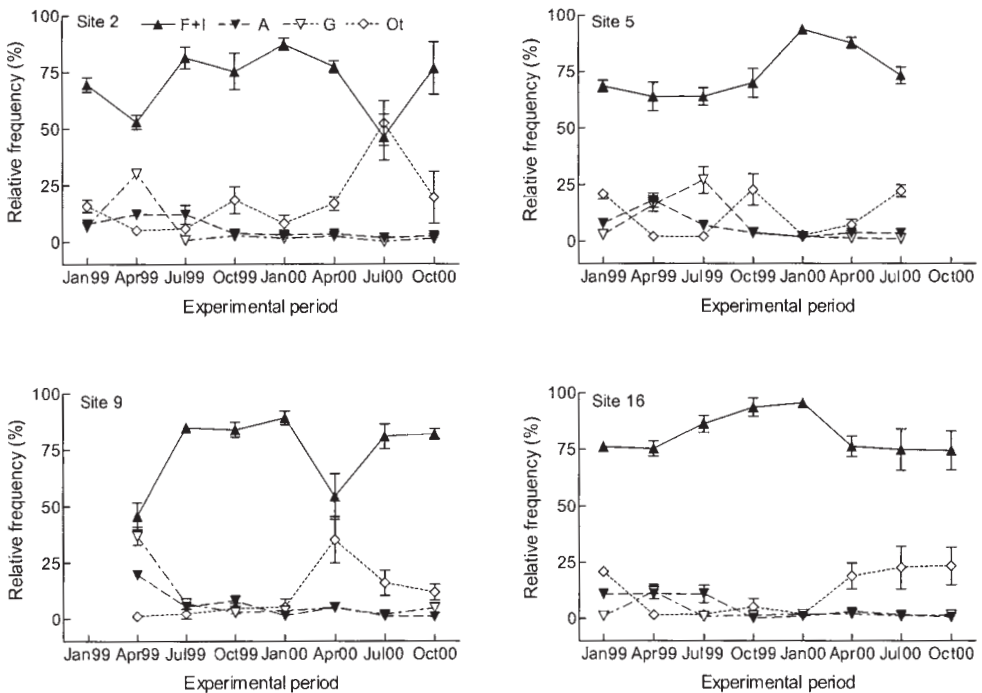 Site 2
F+I A G Ot
100
75
50
25
0
Relative frequency (%)
Jan99 Apr99 Jul99 Oct99 Jan00 Apr00 Jul00 Oct00
Experimental period
Site 5
100
75
50
25
0
Relative frequency (%)
Jan99 Apr99 Jul99 Oct99 Jan00 Apr00 Jul00 Oct00
Experimental period
Site 9
100
75
50
25
0
Relative frequency (%)
Jan99 Apr99 Jul99 Oct99 Jan00 Apr00 Jul00 Oct00
Experimental period
Site 16
100
75
50
25
0
Relative frequency (%)
Jan99 Apr99 Jul99 Oct99 Jan00 Apr00 Jul00 Oct00
Experimental period